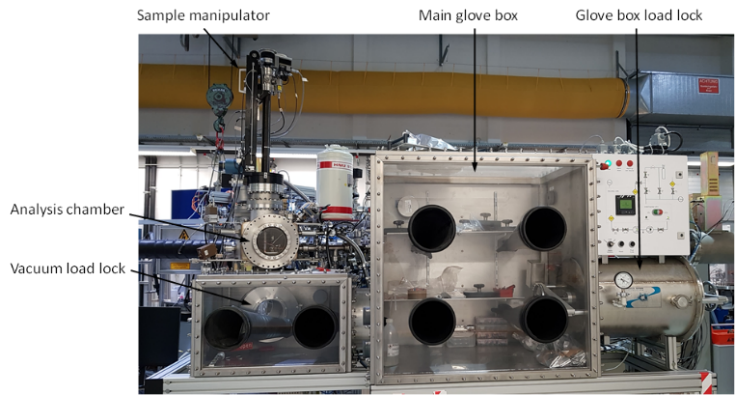 Sample manipulator
Main glove box
Glove box load lock
Analysis chamber
Vacuum load lock